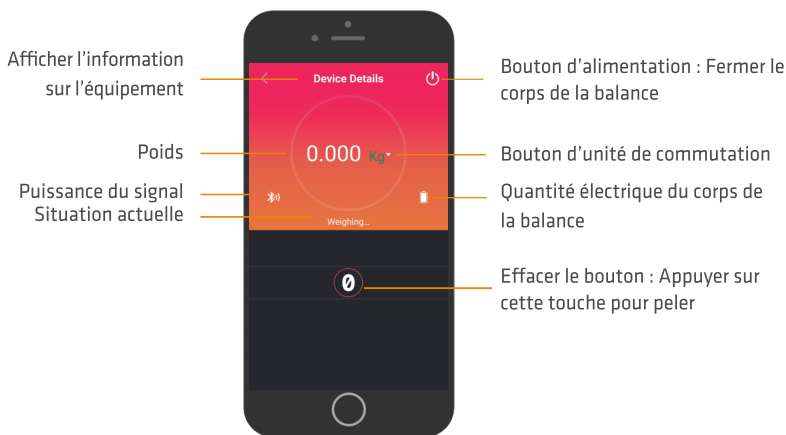 Afficher l'information
sur l'équipement
Poids
Puissance du signal
Situation actuelle
Device Details
0.000 Kg
Weighing...
0
Bouton d'alimentation : Fermer le
corps de la balance
Bouton d'unité de commutation
Quantité électrique du corps de
la balance
Effacer le bouton : Appuyer sur
cette touche pour peler